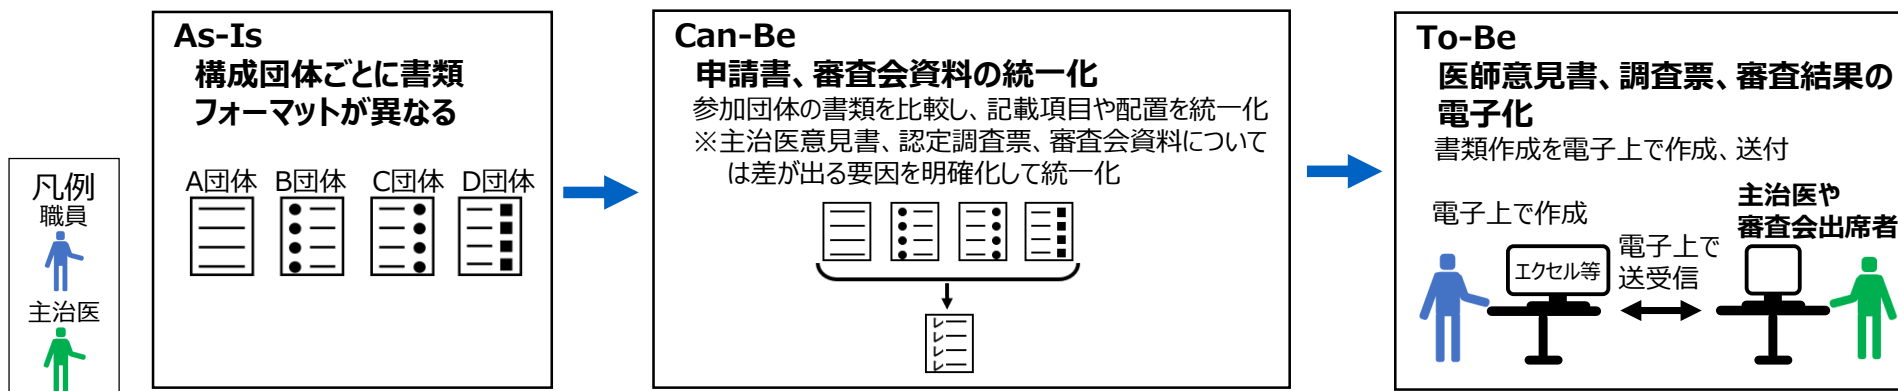 凡例
職員
主治医
As-Is
構成団体ごとに書類
フォーマットが異なる
A団体 B団体 C団体 D団体
Can-Be
申請書、審査会資料の統一化
参加団体の書類を比較し、記載項目や配置を統一化
※主治医意見書、認定調査票、審査会資料について
は差が出る要因を明確化して統一化
To-Be
医師意見書、調査票、審査結果の
電子化
書類作成を電子上で作成、送付
電子上で作成
エクセル等
電子上で
送受信
主治医や
審査会出席者